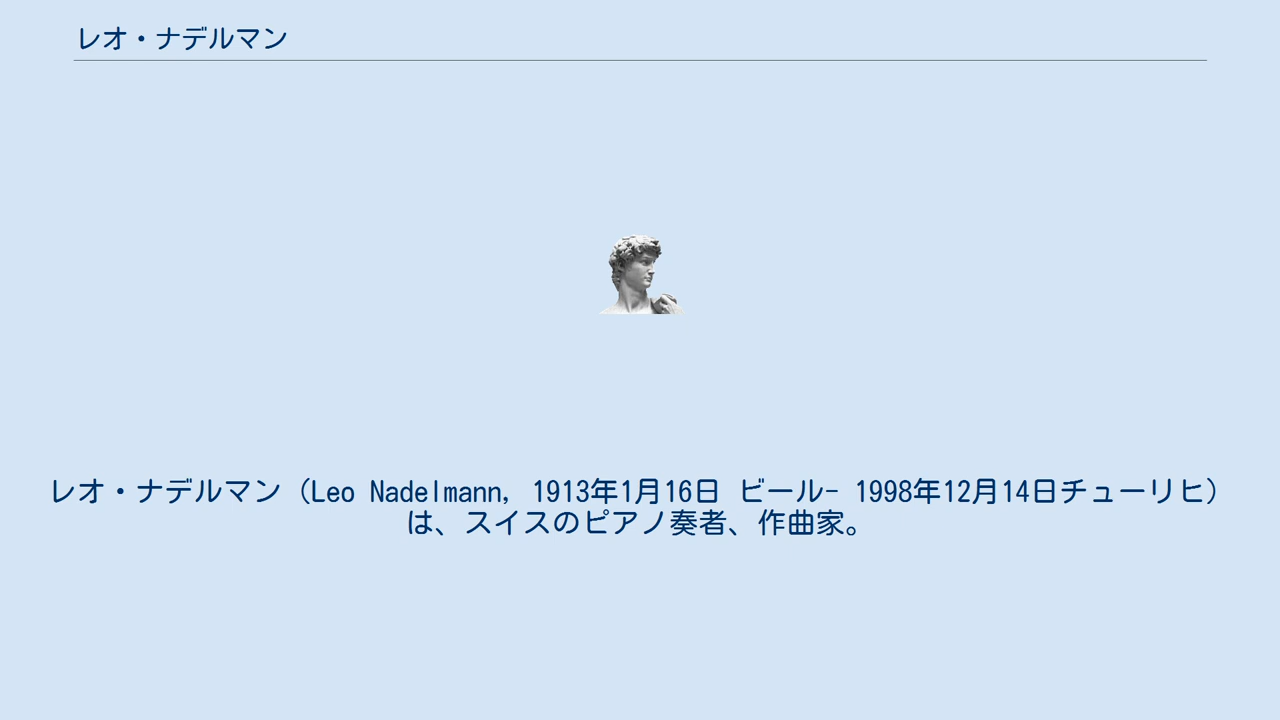 レオ・ナデルマン
レオ・ナデルマン（Leo Nadelmann, 1913年1月16日 ビール- 1998年12月14日チューリヒ）
は、スイスのピアノ奏者、作曲家。